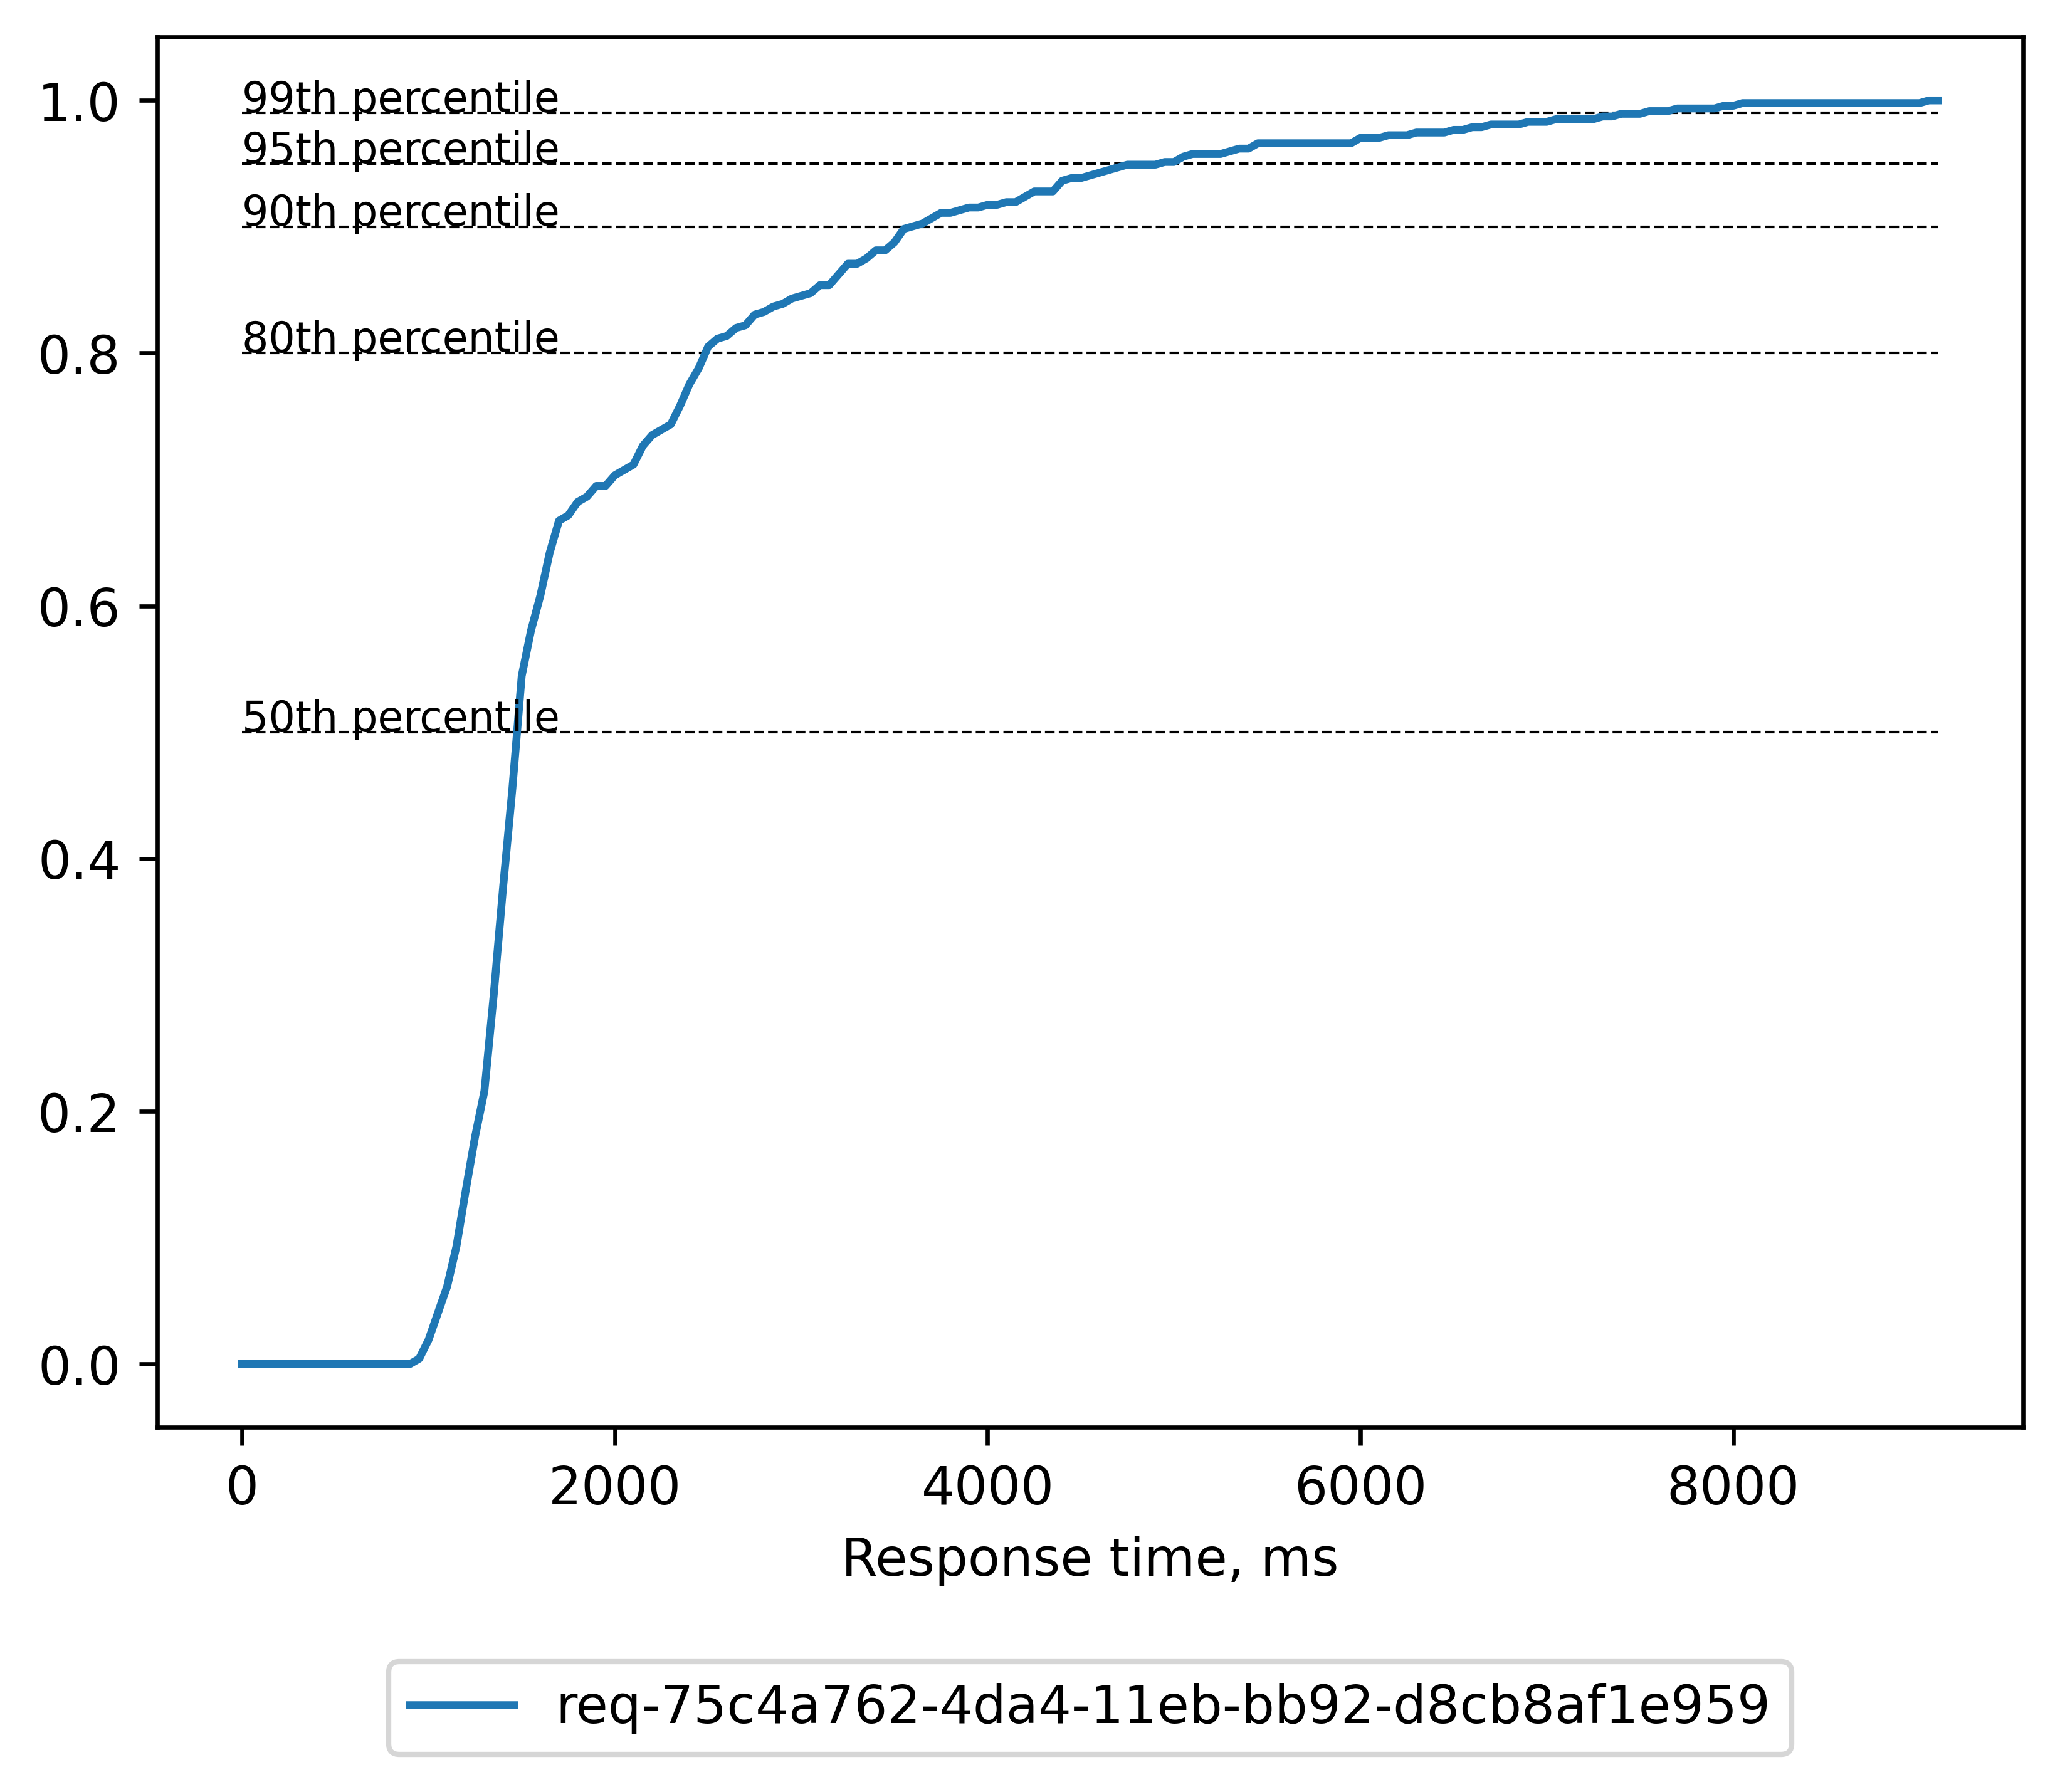 1.0
99th percentile
95th percentile
90th percentile
0.8
80th percentile
0.6
50th percentile
0.4
0.2
0.0
0 2000 4000 6000 8000
Response time, ms
req-75c4a762-4da4-11eb-bb92-d8cb8af1e959